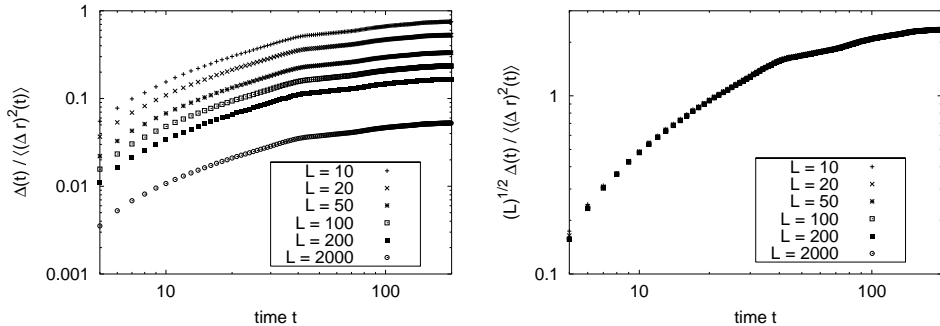 Δ(t) / ⟨(Δ r)²(t)⟩
1
0.1
0.01
0.001
10
100
time t
L = 10
L = 20
L = 50
L = 100
L = 200
L = 2000
(L)^{1/2} Δ(t) / ⟨(Δ r)²(t)⟩
1
0.1
10
100
time t
L = 10
L = 20
L = 50
L = 100
L = 200
L = 2000